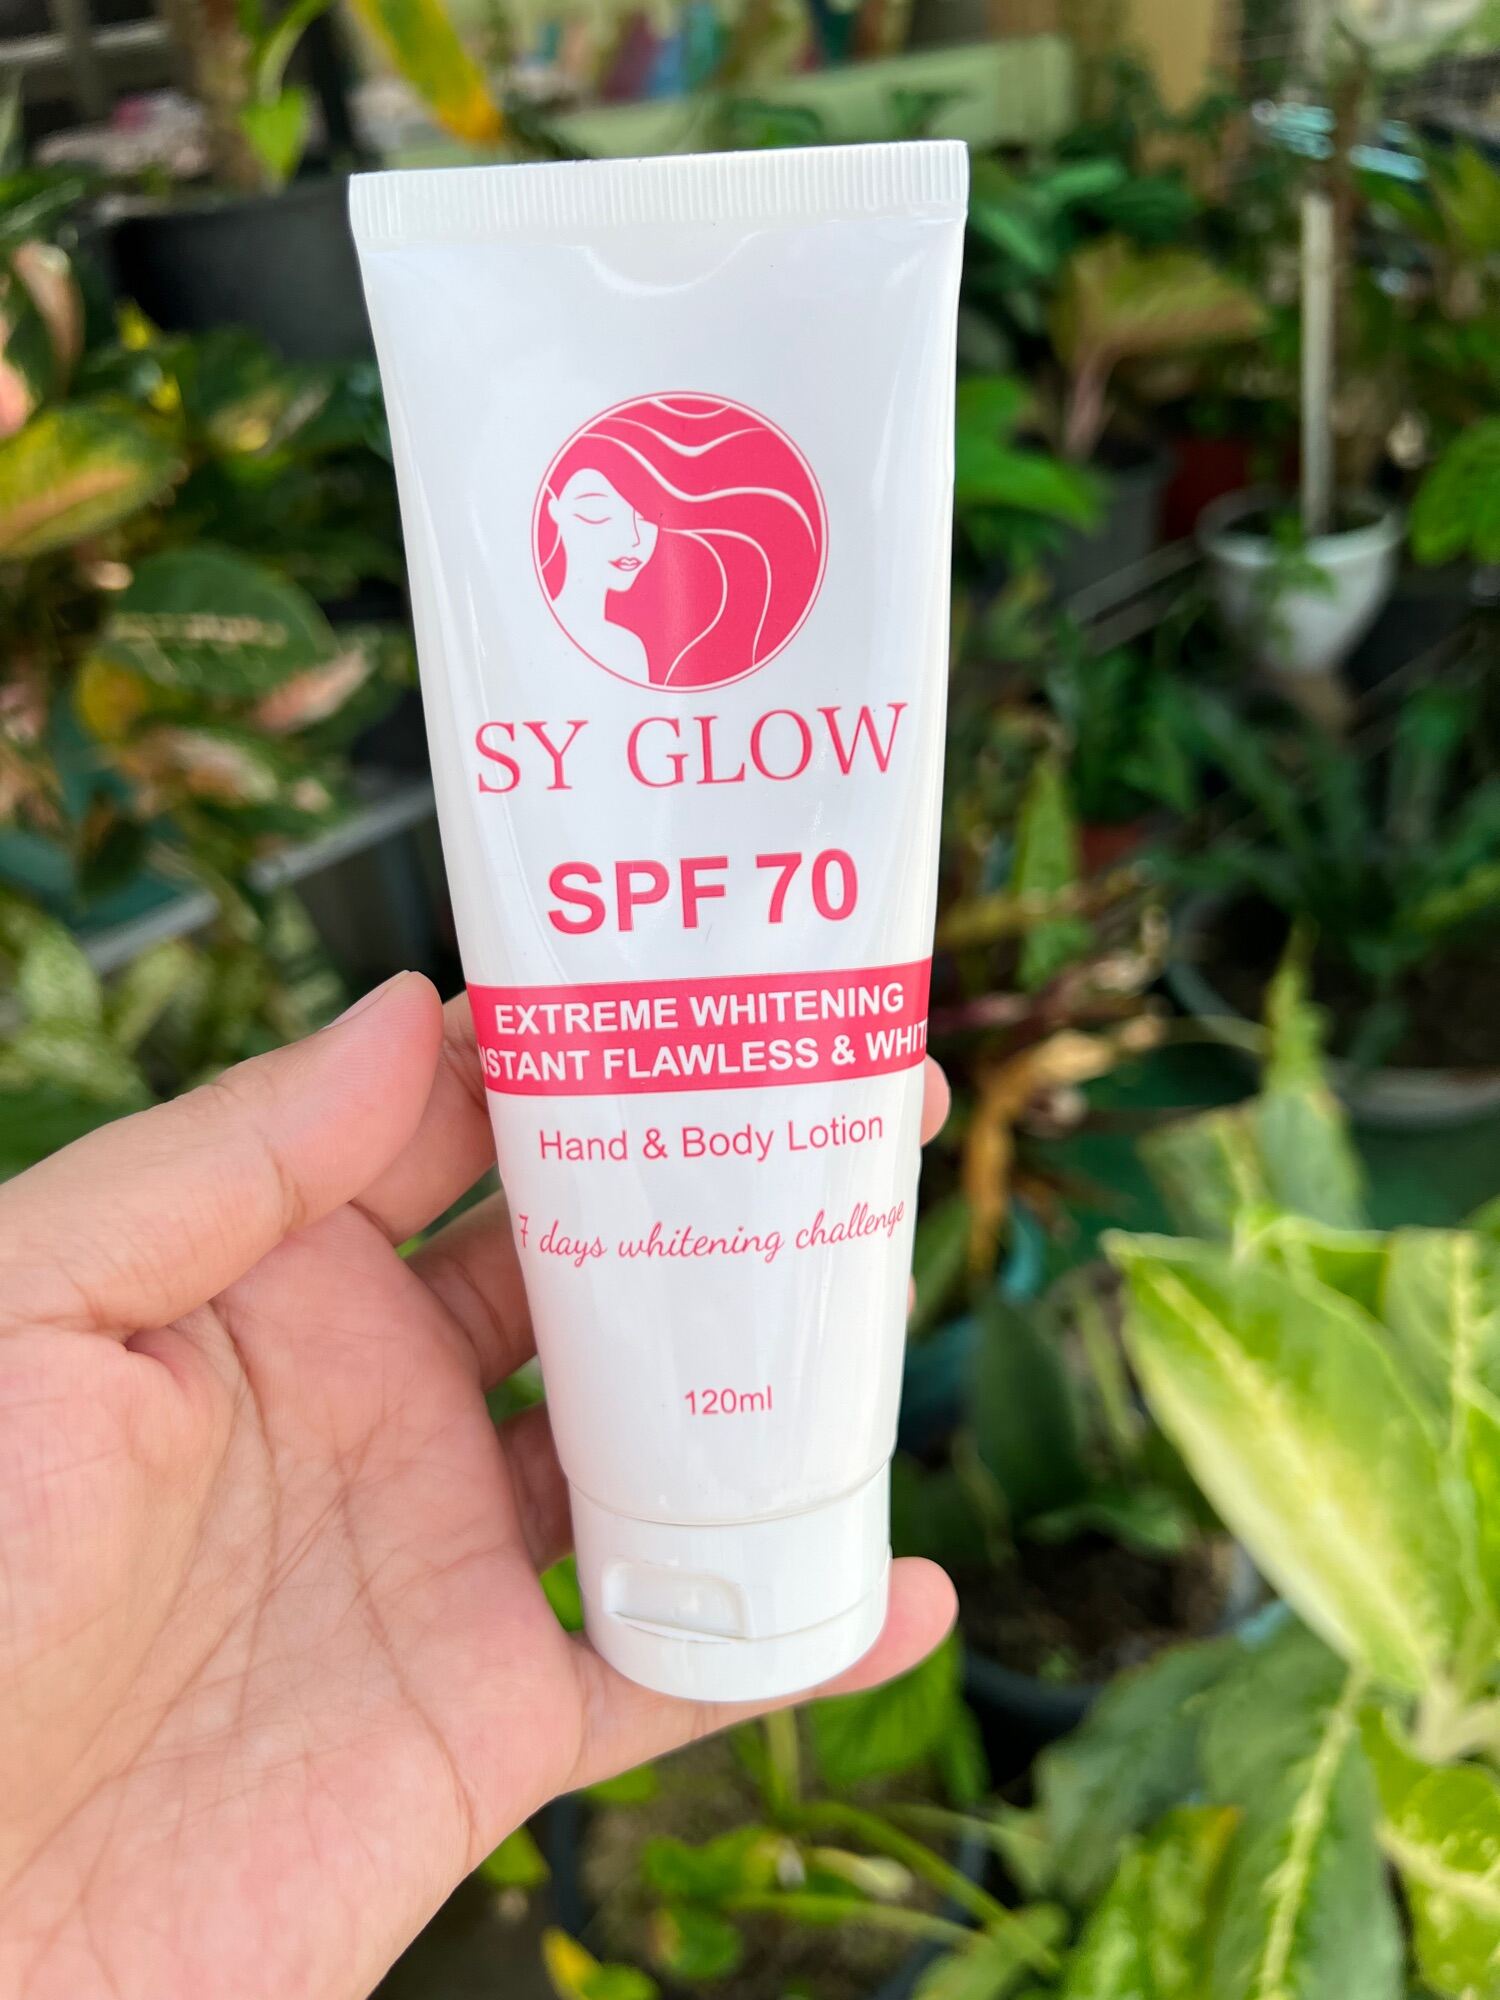 SY GLOW
SPF 70
EXTREME WHITENING
FLAWLESS &
Hand & Body Lotion
7 days whitening challenge
120ml